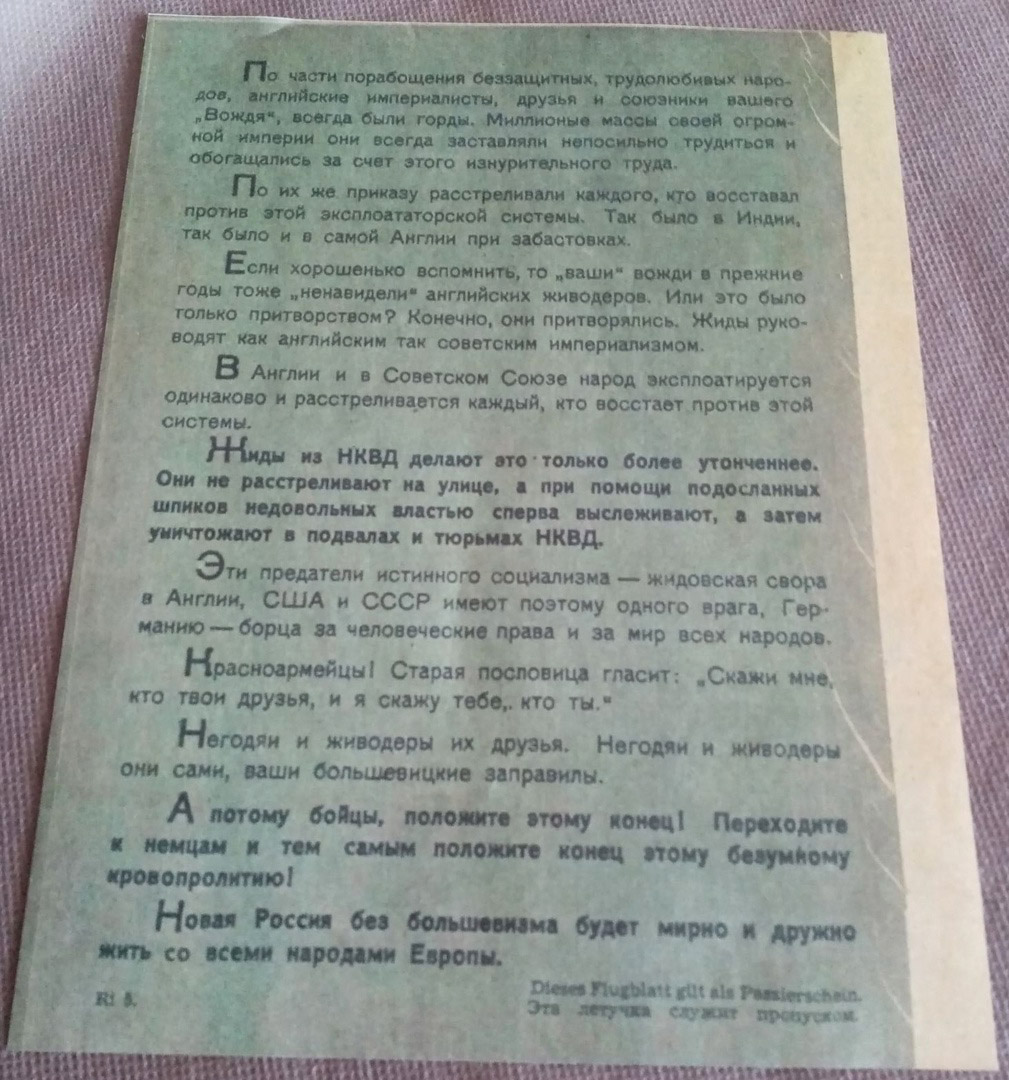 По части порабощения беззащитных, трудолюбивых наро-
дов, английские империалисты, друзья и союзники вашего
„Вождя“, всегда были горды. Миллионые массы своей огром-
ной империи они всегда заставляли непосильно трудиться и
обогащались за счет этого изнурительного труда.
По их же приказу расстреливали каждого, кто восставал
против этой эксплоататорской системы. Так было в Индии,
так было и в самой Англии при забастовках.
Если хорошенько вспомнить, то „ваши“ вожди в прежние
годы тоже „ненавидели“ английских живодеров. Или это было
только притворством? Конечно, они притворялись. Жиды руко-
водят как английским так советским империализмом.
В Англии и в Советском Союзе народ эксплоатируется
одинаково и расстреливается каждый, кто восстает против этой
системы.
Жиды из НКВД делают это только более утонченнее.
Они не расстреливают на улице, а при помощи подосланных
шпиков недовольных властью сперва выслеживают, а затем
уничтожают в подвалах и тюрьмах НКВД.
Эти предатели истинного социализма — жидовская свора
в Англии, США и СССР имеют поэтому одного врага, Гер-
манию — борца за человеческие права и за мир всех народов.
Красноармейцы! Старая пословица гласит: „Скажи мне,
кто твои друзья, и я скажу тебе,. кто ты.“
Негодяи и живодеры их друзья. Негодяи и живодеры
они сами, ваши большевицкие заправилы.
А потому бойцы, положите этому конец! Переходите
к немцам и тем самым положите конец этому безумному
кровопролитию!
Новая Россия без большевизма будет мирно и дружно
жить со всеми народами Европы.
Ri 5.
Dieses Flugblatt gilt als Passierschein.
Эта летучка служит пропуском.